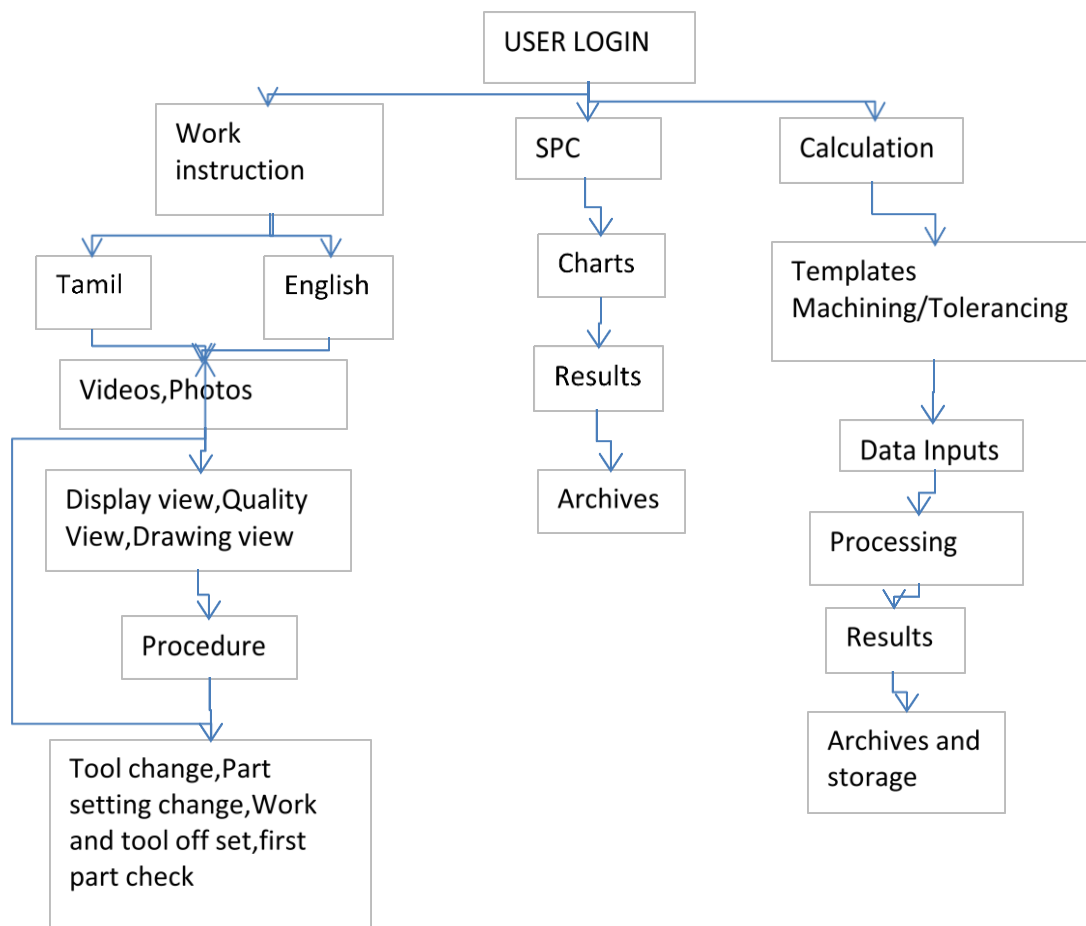 USER LOGIN
Work
instruction
SPC
Calculation
Tamil
English
Charts
Templates
Machining/Tolerancing
Videos,Photos
Results
Data Inputs
Display view,Quality
View,Drawing view
Archives
Processing
Procedure
Results
Tool change,Part
setting change,Work
and tool off set,first
part check
Archives and
storage